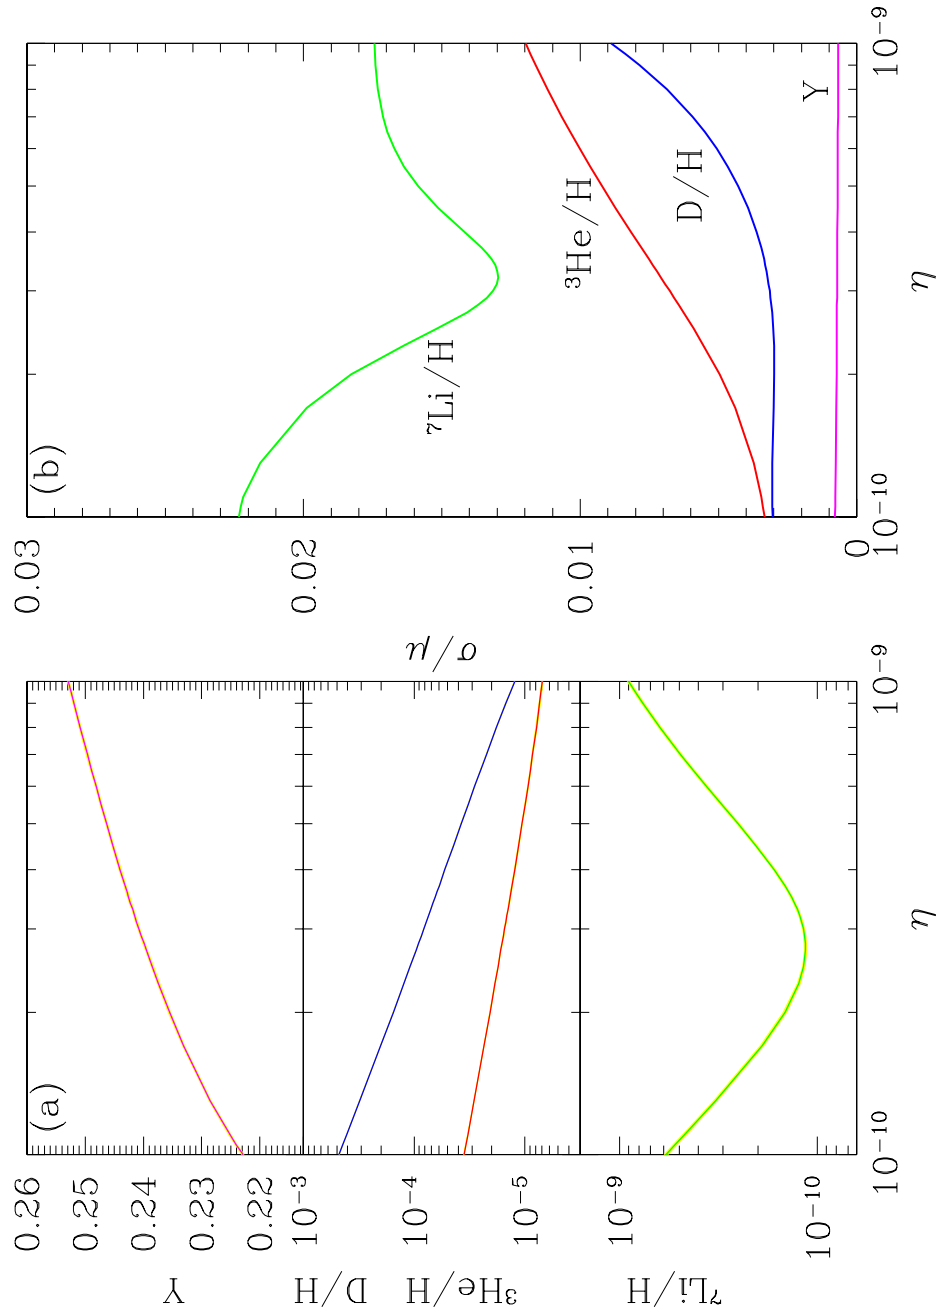 (a)
Y
0.26
0.25
0.24
0.23
0.22
D/H
³He/H
10⁻³
10⁻⁴
10⁻⁵
⁷Li/H
10⁻⁹
10⁻¹⁰
10⁻¹⁰
10⁻⁹
η
(b)
σ/μ
0.03
0.02
0.01
0
⁷Li/H
³He/H
D/H
Y
10⁻¹⁰
10⁻⁹
η